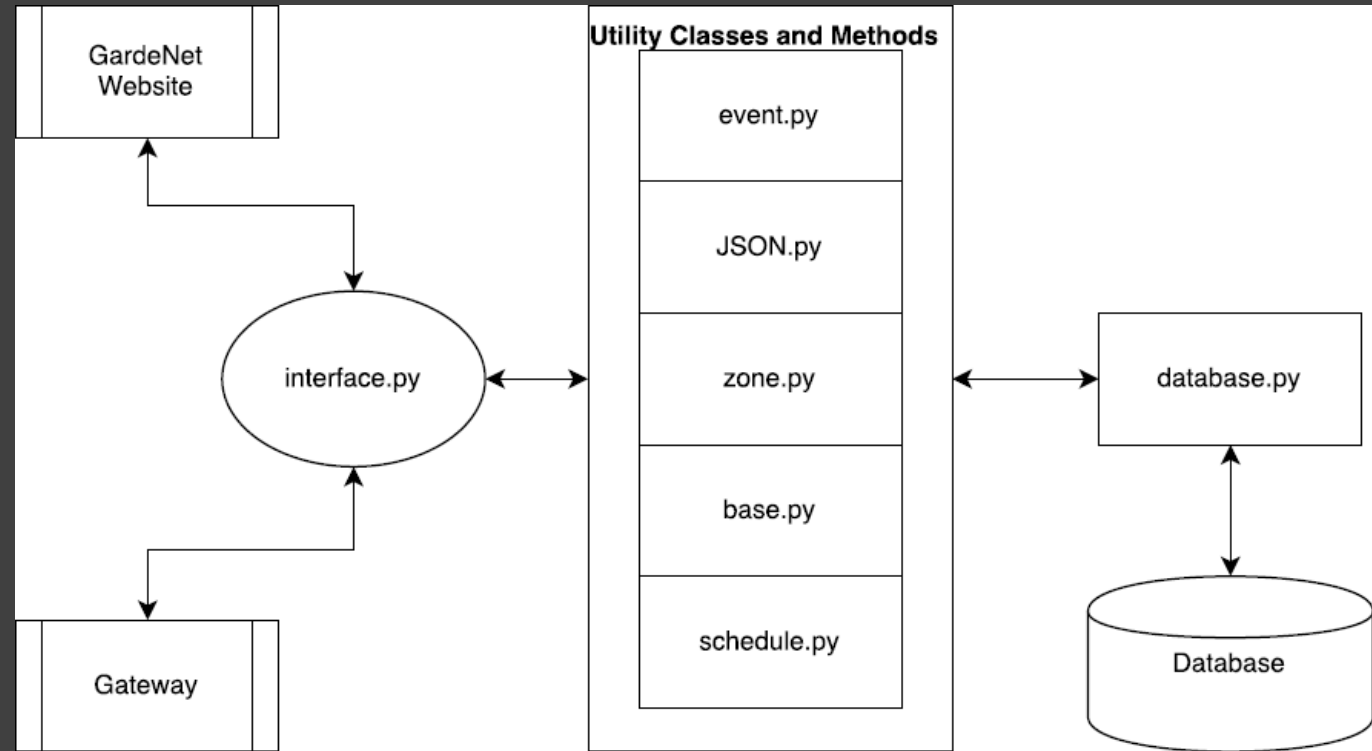 GardeNet
Website
Utility Classes and Methods
event.py
JSON.py
interface.py
zone.py
database.py
base.py
schedule.py
Gateway
Database